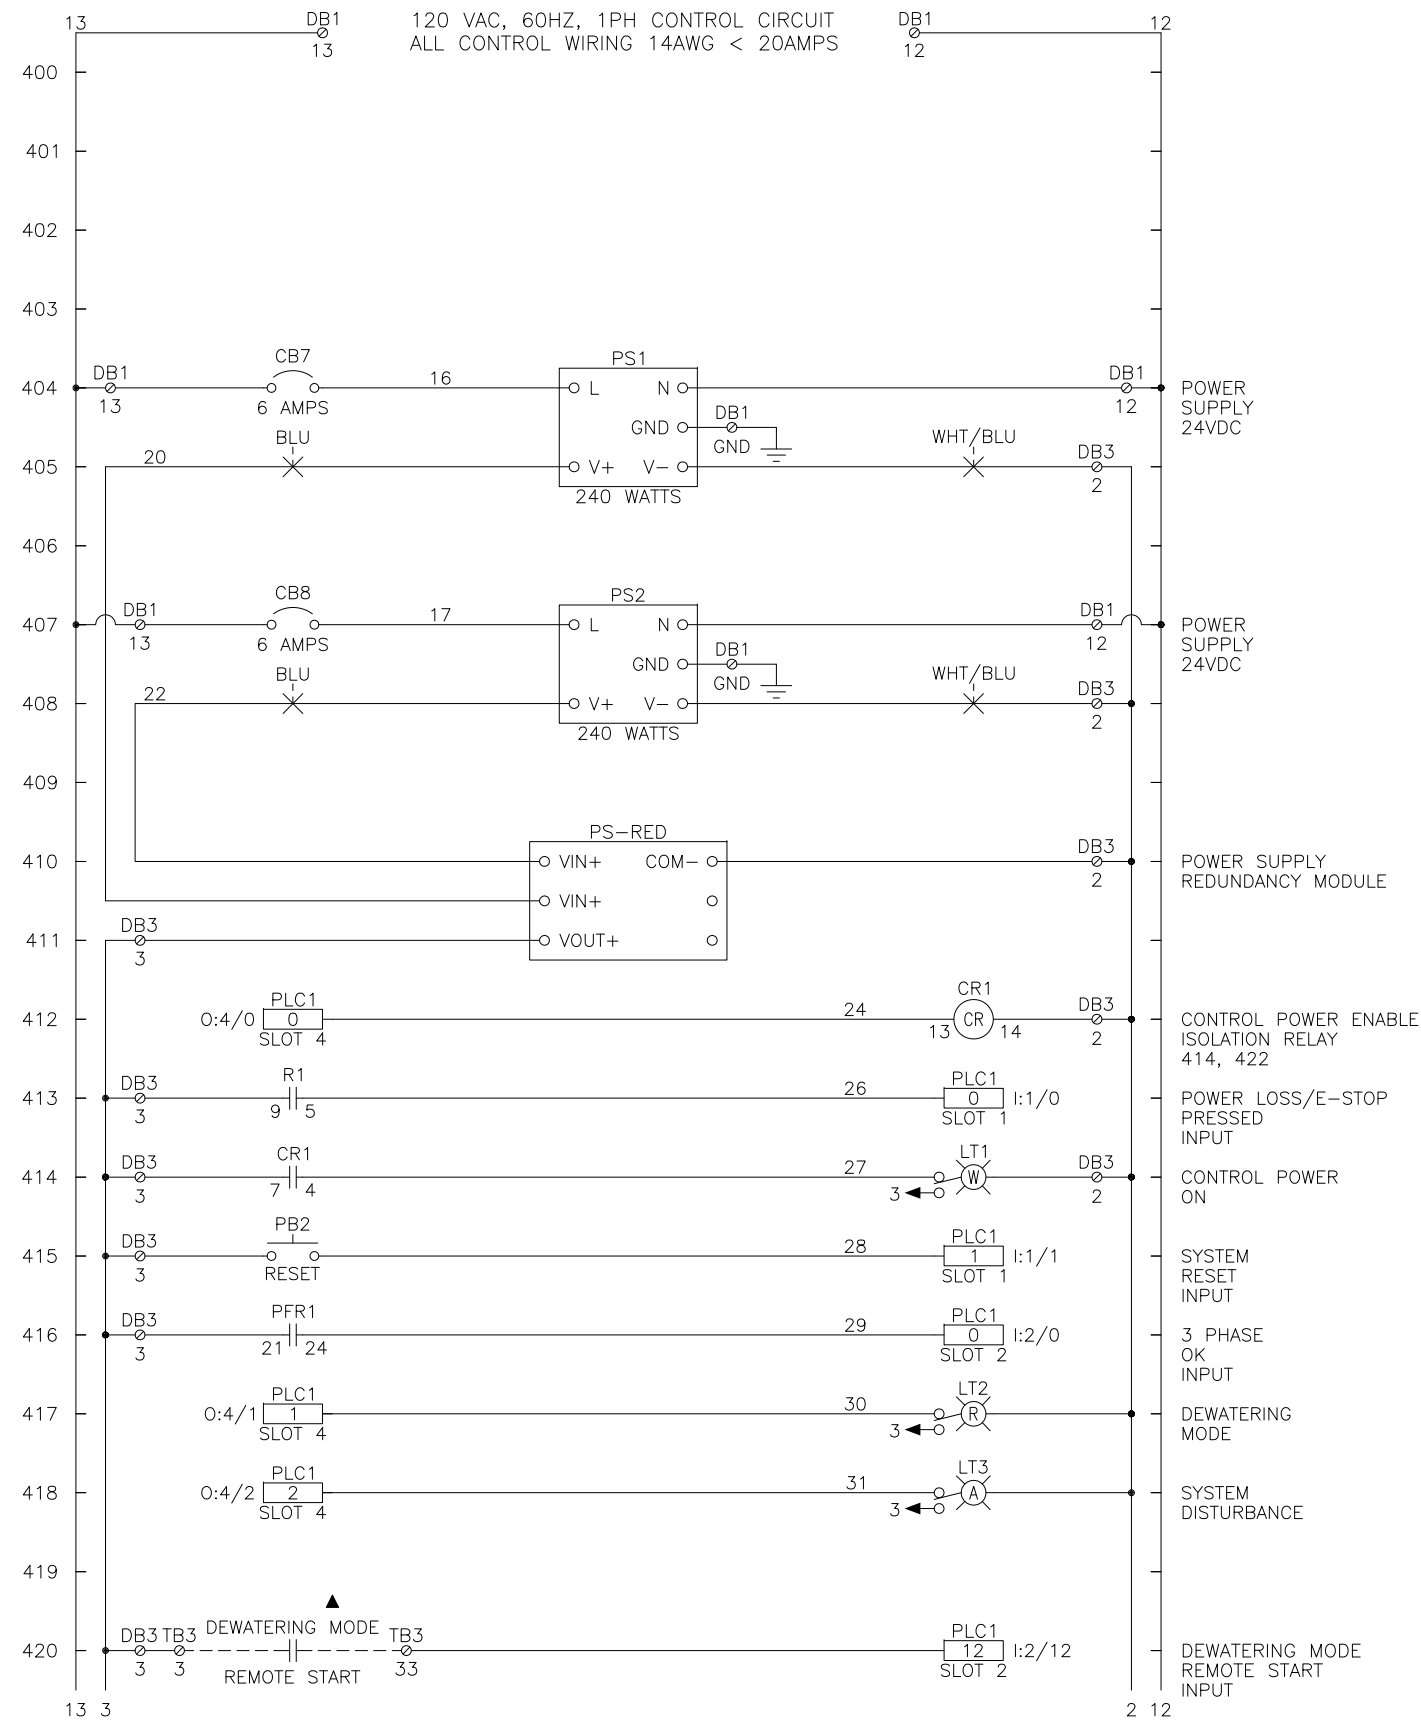 13 DB1 120 VAC, 60HZ, 1PH CONTROL CIRCUIT DB1 12
13 ALL CONTROL WIRING 14AWG < 20AMPS 12
400
401
402
403
CB7 PS1
DB1 16 DB1
404 L N POWER
13 6 AMPS 12 SUPPLY
GND DB1 24VDC
BLU GND WHT/BLU
20 DB3
405 V+ V−
240 WATTS 2
406
CB8 PS2
DB1 17 DB1
407 L N POWER
13 6 AMPS 12 SUPPLY
GND DB1 24VDC
BLU GND WHT/BLU
22 DB3
408 V+ V−
240 WATTS 2
409
PS−RED
DB3
410 VIN+ COM− POWER SUPPLY
2 REDUNDANCY MODULE
VIN+
DB3
411 VOUT+
3
PLC1 CR1
24 DB3
412 O:4/0 0 13 CR 14 CONTROL POWER ENABLE
SLOT 4 2 ISOLATION RELAY
414, 422
DB3 R1 26 PLC1
413 0 I:1/0 POWER LOSS/E−STOP
3 9 5 SLOT 1 PRESSED
INPUT
DB3 CR1 27 LT1 DB3
414 W CONTROL POWER
3 7 4 3 2 ON
DB3 PB2 28 PLC1
415 1 I:1/1 SYSTEM
3 RESET SLOT 1 RESET
INPUT
DB3 PFR1 29 PLC1
416 0 I:2/0 3 PHASE
3 21 24 SLOT 2 OK
INPUT
PLC1 30 LT2
417 O:4/1 1 R DEWATERING
SLOT 4 3 MODE
PLC1 31 LT3
418 O:4/2 2 A SYSTEM
SLOT 4 3 DISTURBANCE
419
DEWATERING MODE
DB3 TB3 TB3 PLC1
420 12 I:2/12 DEWATERING MODE
3 3 REMOTE START 33 SLOT 2 REMOTE START
INPUT
13 3 2 12